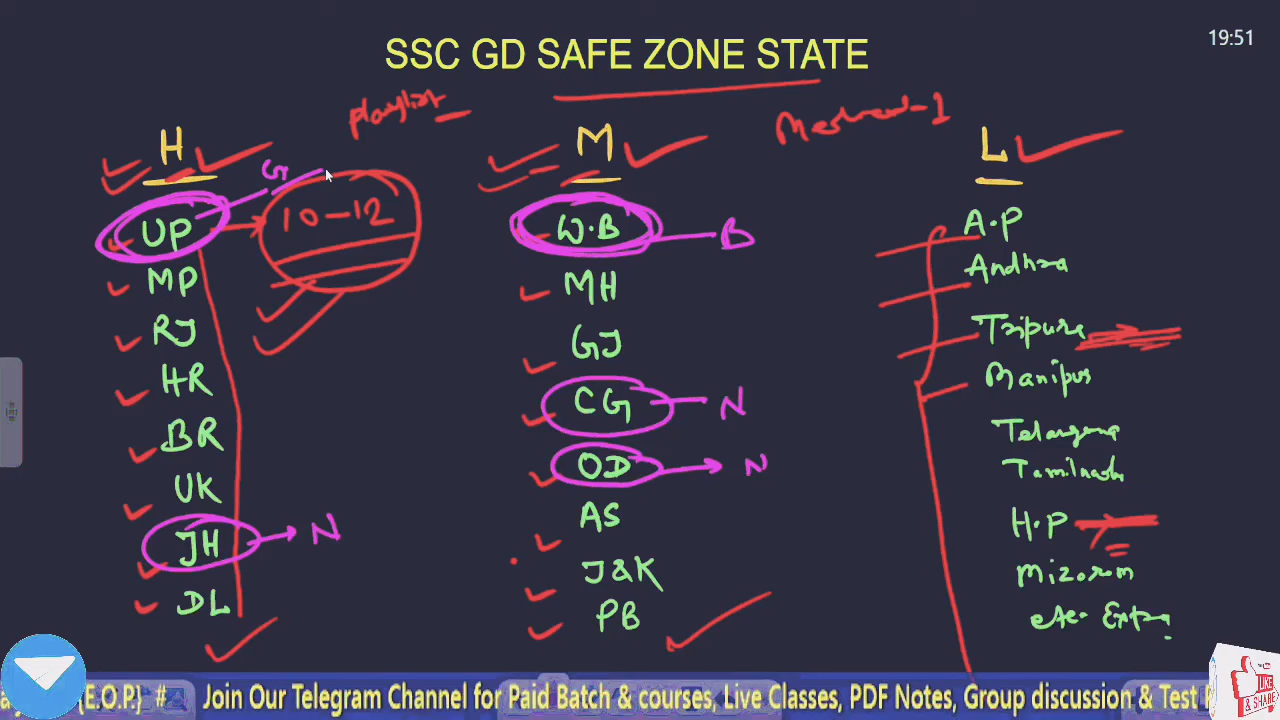 19:51
SSC GD SAFE ZONE STATE
playlist
H
G
UP
10-12
MP
RJ
HR
BR
UK
JH → N
DL
M
W.B
B
MH
GJ
CG
N
OD → N
AS
J&K
PB
L
A.P
Andhra
Tripura
Manipur
Telangana
Tamilnadu
H.P
Mizoram
etc. Extra
{E.O.P} # Join Our Telegram Channel for Paid Batch & courses, Live Classes, PDF Notes, Group discussion & Test
LIKE
& SHARE